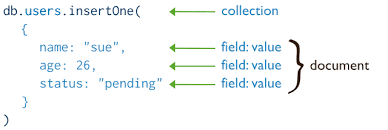 db.users.insertOne( collection
{
name: "sue", field: value
age: 26, field: value
status: "pending" field: value
document
}
)